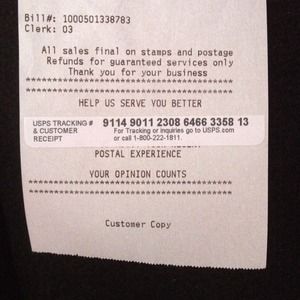 Bill#: 1000501338783
Clerk: 03
All sales final on stamps and postage
Refunds for guaranteed services only
Thank you for your business
****************************************
****************************************
HELP US SERVE YOU BETTER
USPS TRACKING # 9114 9011 2308 6466 3358 13
& CUSTOMER For Tracking or inquiries go to USPS.com
RECEIPT or call 1-800-222-1811.
POSTAL EXPERIENCE
YOUR OPINION COUNTS
****************************************
****************************************
Customer Copy